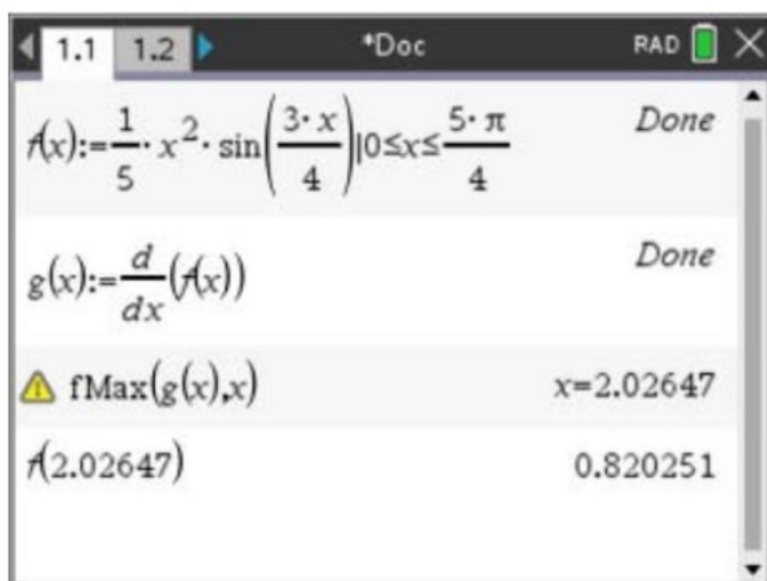 1.1 1.2 *Doc RAD
f(x):=1/5·x^2·sin(3·x/4)|0≤x≤5·π/4 Done
g(x):=d/dx(f(x)) Done
fMax(g(x),x) x=2.02647
f(2.02647) 0.820251